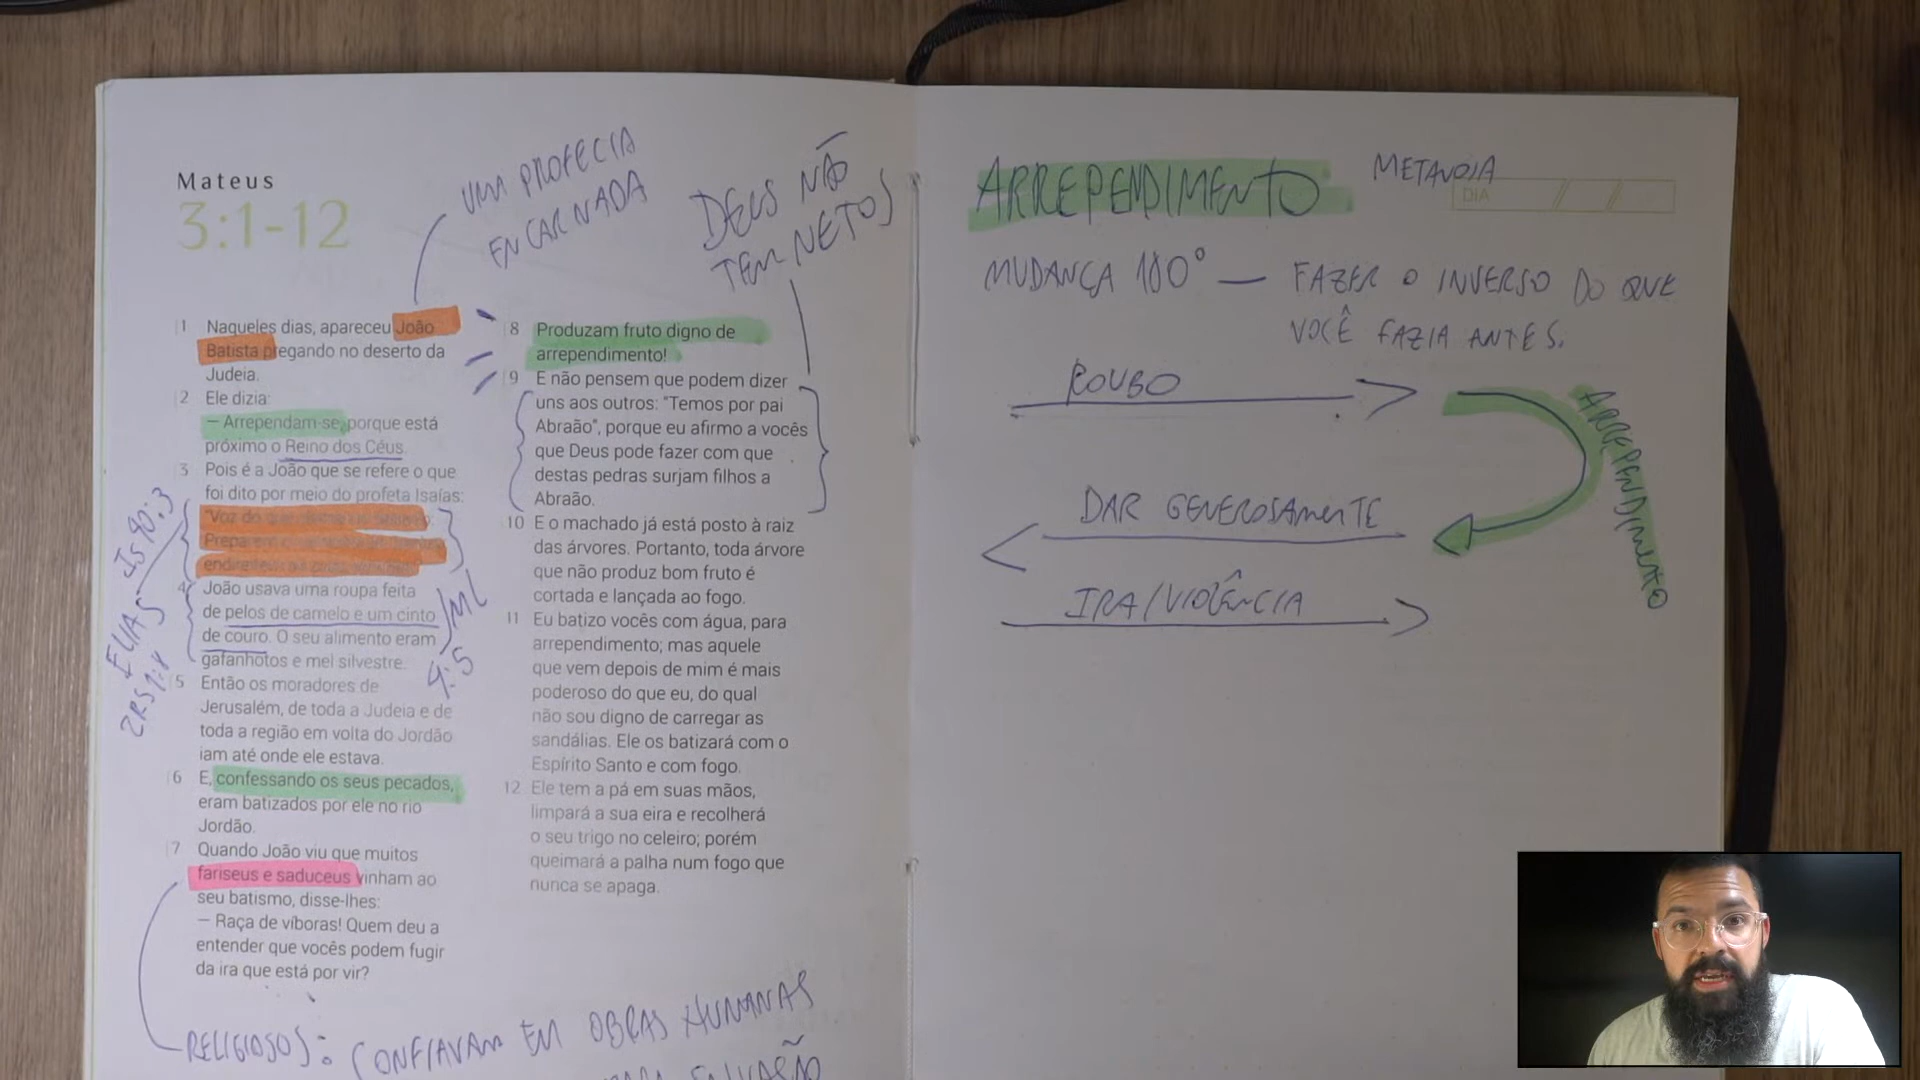 Mateus
3:1-12
UMA PROFECIA
ENCARNADA
DEUS NÃO
TEM NETOS
1 Naqueles dias, apareceu João
Batista pregando no deserto da
Judeia.
2 Ele dizia:
— Arrependam-se, porque está
próximo o Reino dos Céus.
3 Pois é a João que se refere o que
foi dito por meio do profeta Isaías:
"Voz do
Preparem o
endireitem
4 João usava uma roupa feita
de pelos de camelo e um cinto
de couro. O seu alimento eram
gafanhotos e mel silvestre.
5 Então os moradores de
Jerusalém, de toda a Judeia e de
toda a região em volta do Jordão
iam até onde ele estava.
6 E, confessando os seus pecados,
eram batizados por ele no rio
Jordão.
7 Quando João viu que muitos
fariseus e saduceus vinham ao
seu batismo, disse-lhes:
— Raça de víboras! Quem deu a
entender que vocês podem fugir
da ira que está por vir?
Is 40:3
ELIAS
2RS 1:8
ML
4:5
RELIGIOSOS: CONFIAVAM EM OBRAS HUMANAS
PARA SALVAÇÃO
8 Produzam fruto digno de
arrependimento!
9 E não pensem que podem dizer
uns aos outros: "Temos por pai
Abraão", porque eu afirmo a vocês
que Deus pode fazer com que
destas pedras surjam filhos a
Abraão.
10 E o machado já está posto à raiz
das árvores. Portanto, toda árvore
que não produz bom fruto é
cortada e lançada ao fogo.
11 Eu batizo vocês com água, para
arrependimento; mas aquele
que vem depois de mim é mais
poderoso do que eu, do qual
não sou digno de carregar as
sandálias. Ele os batizará com o
Espírito Santo e com fogo.
12 Ele tem a pá em suas mãos,
limpará a sua eira e recolherá
o seu trigo no celeiro; porém
queimará a palha num fogo que
nunca se apaga.
ARREPENDIMENTO METANOIA
DIA / /
MUDANÇA 180° — FAZER O INVERSO DO QUE
VOCÊ FAZIA ANTES.
ROUBO
ARREPENDIMENTO
DAR GENEROSAMENTE
IRA/VIOLÊNCIA